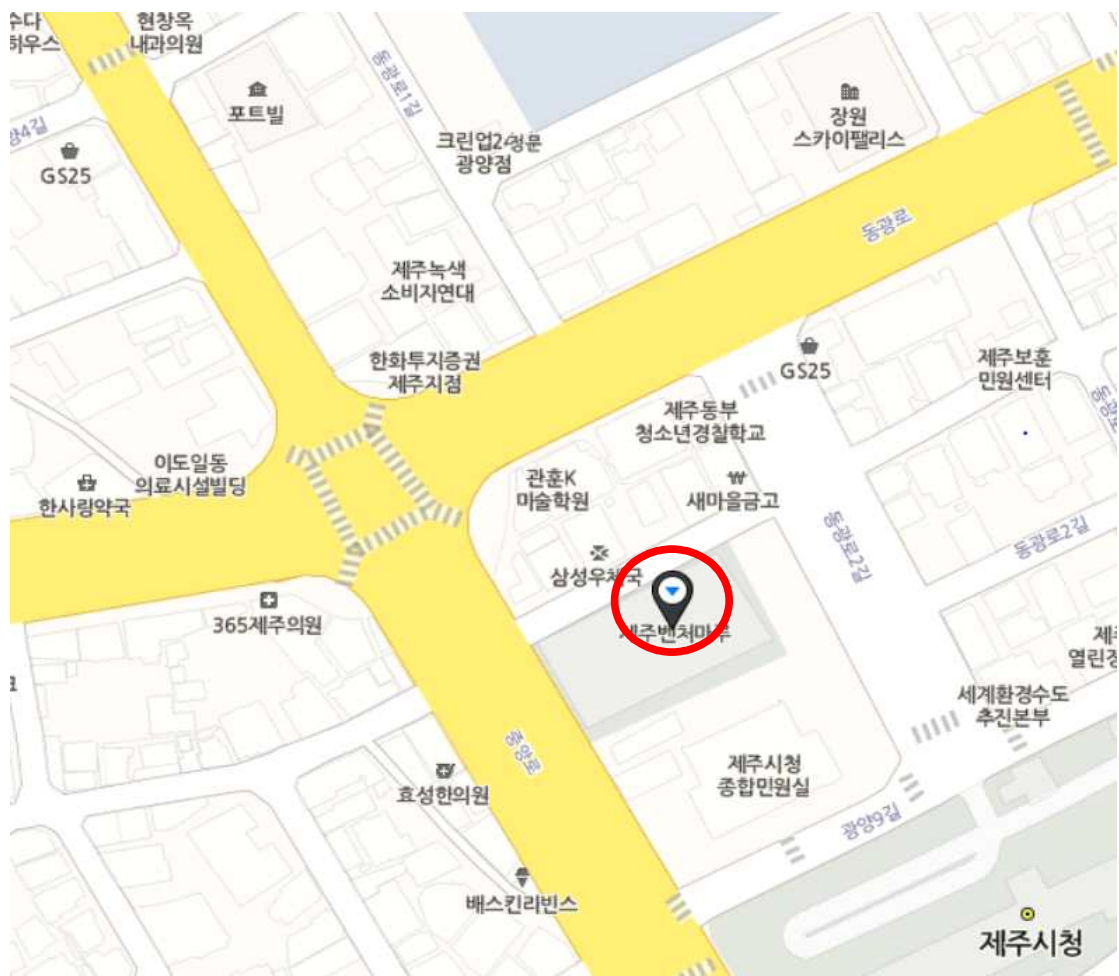 현창옥
내과의원
하우스
포트빌
동광로1길
장원
스카이팰리스
GS25
광양점
동광로
제주녹색
소비자연대
한화투자증권
제주지점
GS25
제주보훈
민원센터
제주동부
청소년경찰학교
이도일동
의료시설빌딩
한사랑약국
관훈K
미술학원
새마을금고
동광로2길
동광로2길
삼성우체국
365제주의원
제주벤처마루
세계환경수도
추진본부
중앙로
제주시청
종합민원실
효성한의원
광양9길
배스킨라빈스
제주시청